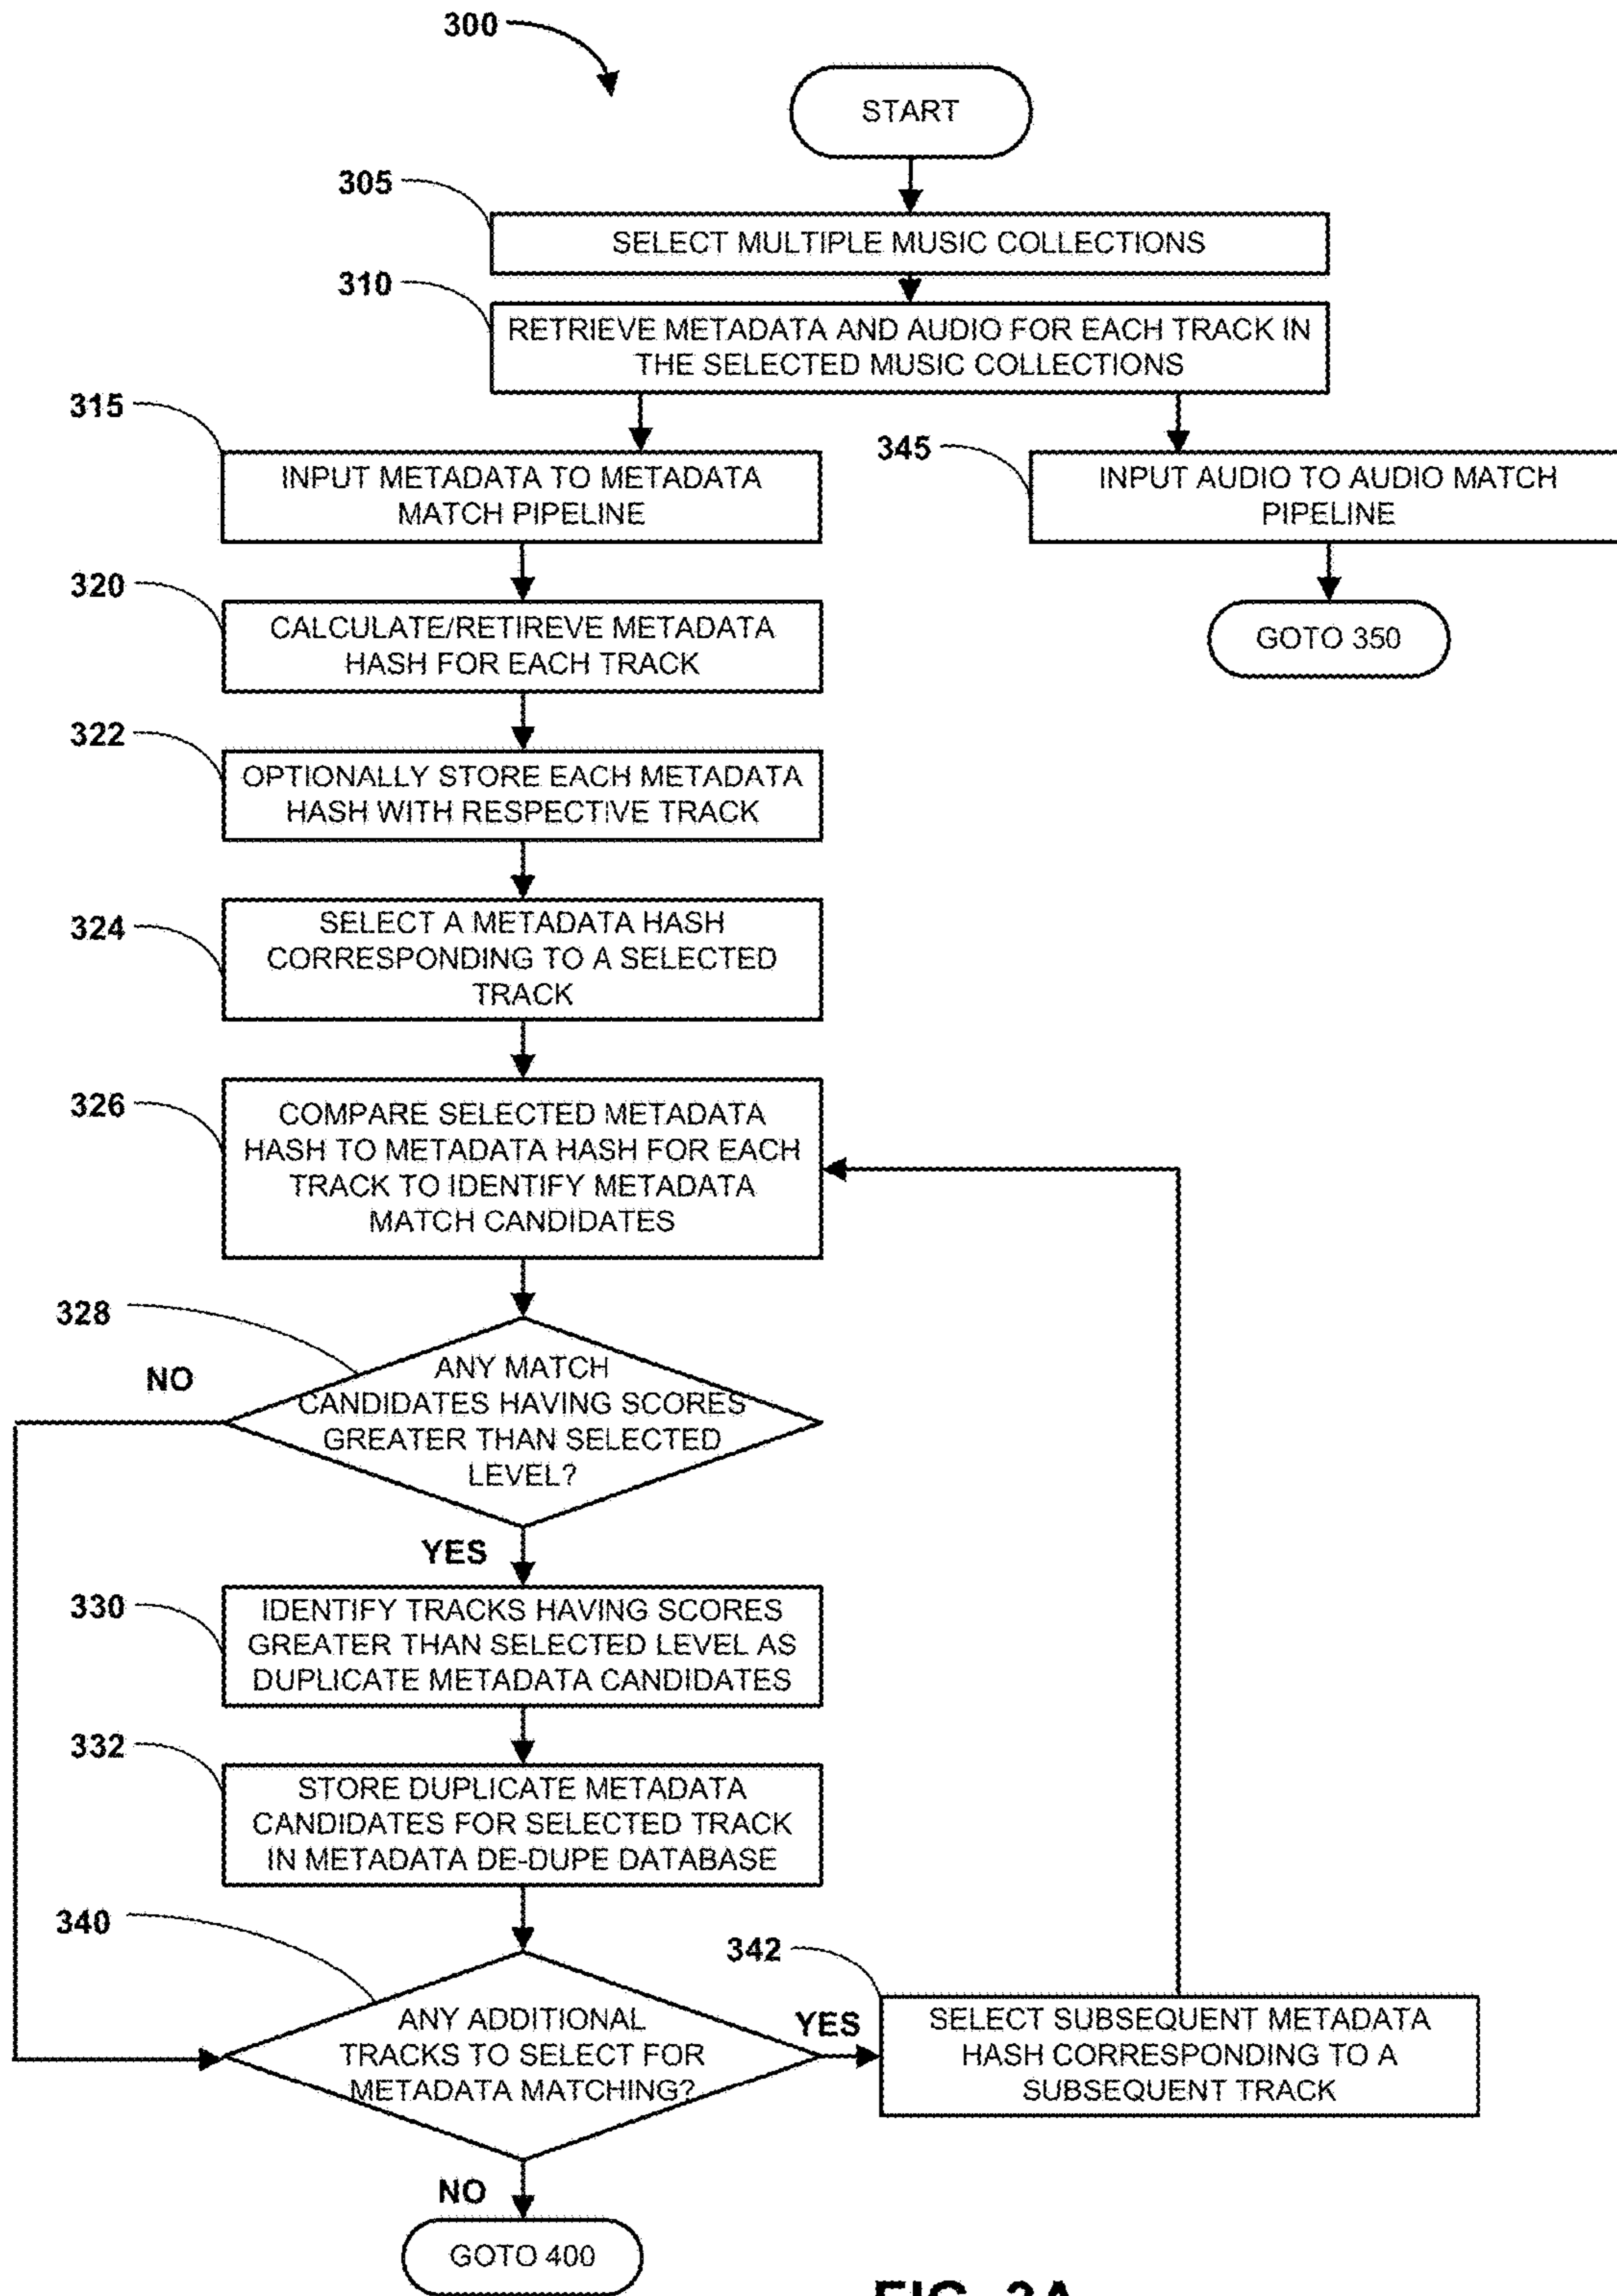 300
START
305
SELECT MULTIPLE MUSIC COLLECTIONS
310
RETRIEVE METADATA AND AUDIO FOR EACH TRACK IN
THE SELECTED MUSIC COLLECTIONS
315
INPUT METADATA TO METADATA
MATCH PIPELINE
345
INPUT AUDIO TO AUDIO MATCH
PIPELINE
320
CALCULATE/RETIREVE METADATA
HASH FOR EACH TRACK
GOTO 350
322
OPTIONALLY STORE EACH METADATA
HASH WITH RESPECTIVE TRACK
324
SELECT A METADATA HASH
CORRESPONDING TO A SELECTED
TRACK
326
COMPARE SELECTED METADATA
HASH TO METADATA HASH FOR EACH
TRACK TO IDENTIFY METADATA
MATCH CANDIDATES
328
NO
ANY MATCH
CANDIDATES HAVING SCORES
GREATER THAN SELECTED
LEVEL?
YES
330
IDENTIFY TRACKS HAVING SCORES
GREATER THAN SELECTED LEVEL AS
DUPLICATE METADATA CANDIDATES
332
STORE DUPLICATE METADATA
CANDIDATES FOR SELECTED TRACK
IN METADATA DE-DUPE DATABASE
340
ANY ADDITIONAL
TRACKS TO SELECT FOR
METADATA MATCHING?
YES
342
SELECT SUBSEQUENT METADATA
HASH CORRESPONDING TO A
SUBSEQUENT TRACK
NO
GOTO 400
FIG. 3A